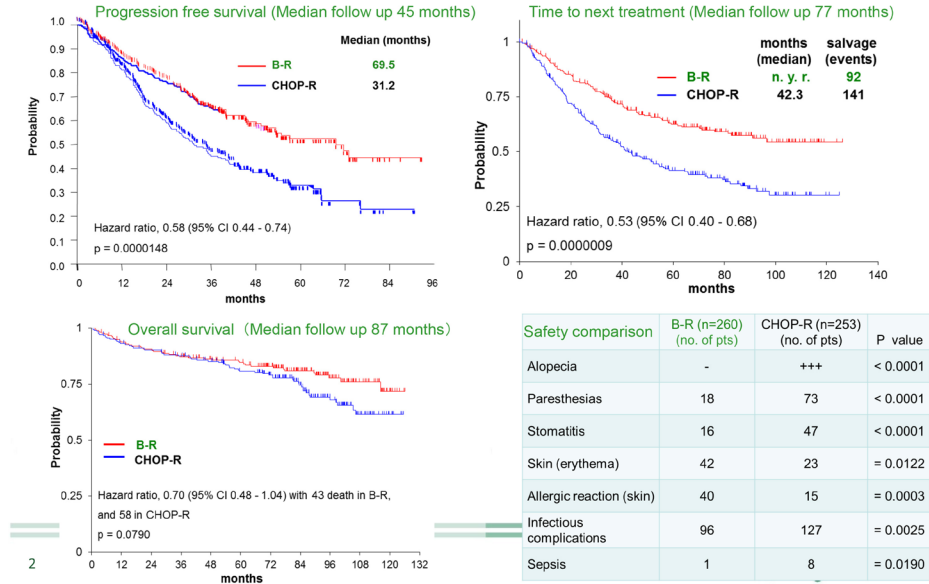 Progression free survival (Median follow up 45 months)
Median (months)
B-R 69.5
CHOP-R 31.2
Probability
1.0
0.9
0.8
0.7
0.6
0.5
0.4
0.3
0.2
0.1
0.0
Hazard ratio, 0.58 (95% CI 0.44 - 0.74)
p = 0.0000148
0 12 24 36 48 60 72 84 96
months
Time to next treatment (Median follow up 77 months)
months salvage
(median) (events)
B-R n. y. r. 92
CHOP-R 42.3 141
Probability
1
0.75
0.5
0.25
0
Hazard ratio, 0.53 (95% CI 0.40 - 0.68)
p = 0.0000009
0 20 40 60 80 100 120 140
months
Overall survival（Median follow up 87 months）
Probability
1
0.75
0.5
0.25
0
B-R
CHOP-R
Hazard ratio, 0.70 (95% CI 0.48 - 1.04) with 43 death in B-R,
and 58 in CHOP-R
p = 0.0790
0 12 24 36 48 60 72 84 96 108 120 132
months
Safety comparison B-R (n=260) (no. of pts) CHOP-R (n=253) (no. of pts) P value
Alopecia - +++ < 0.0001
Paresthesias 18 73 < 0.0001
Stomatitis 16 47 < 0.0001
Skin (erythema) 42 23 = 0.0122
Allergic reaction (skin) 40 15 = 0.0003
Infectious
complications 96 127 = 0.0025
Sepsis 1 8 = 0.0190
2